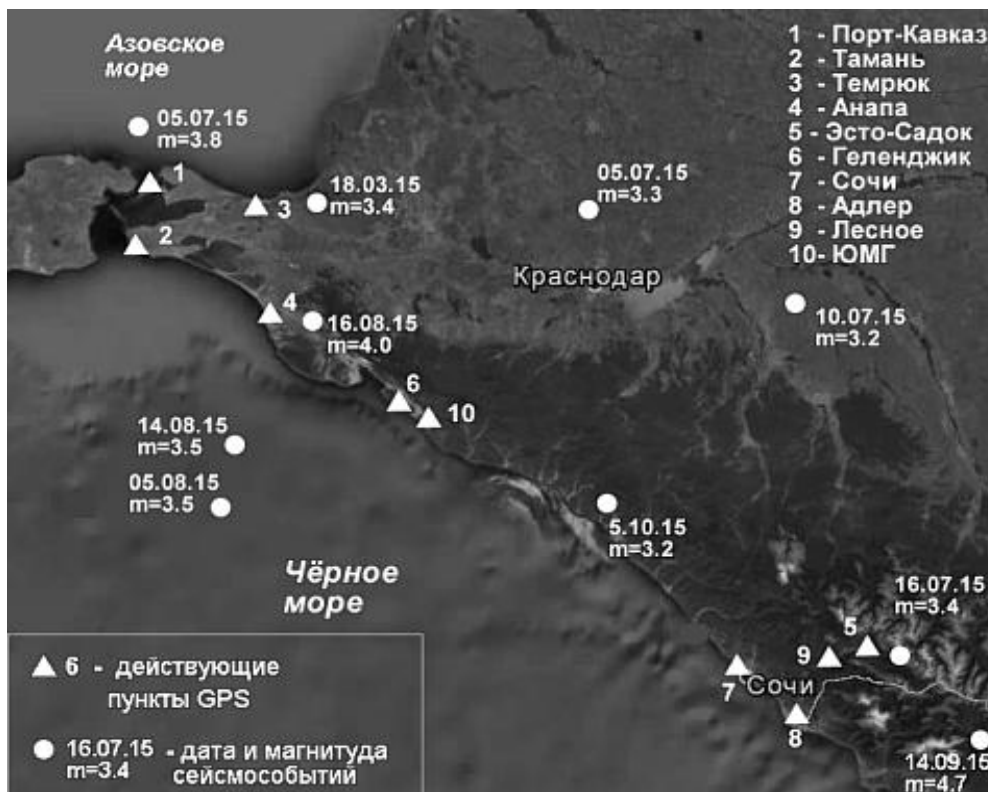 Азовское
море
05.07.15
m=3.8
1
2
3
18.03.15
m=3.4
05.07.15
m=3.3
1 - Порт-Кавказ
2 - Тамань
3 - Темрюк
4 - Анапа
5 - Эсто-Садок
6 - Геленджик
7 - Сочи
8 - Адлер
9 - Лесное
10- ЮМГ
Краснодар
4
16.08.15
m=4.0
10.07.15
m=3.2
6
10
14.08.15
m=3.5
05.08.15
m=3.5
5.10.15
m=3.2
Чёрное
море
16.07.15
m=3.4
5
9
7
Сочи
8
14.09.15
m=4.7
6 - действующие
пункты GPS
16.07.15 - дата и магнитуда
m=3.4 сейсмособытий